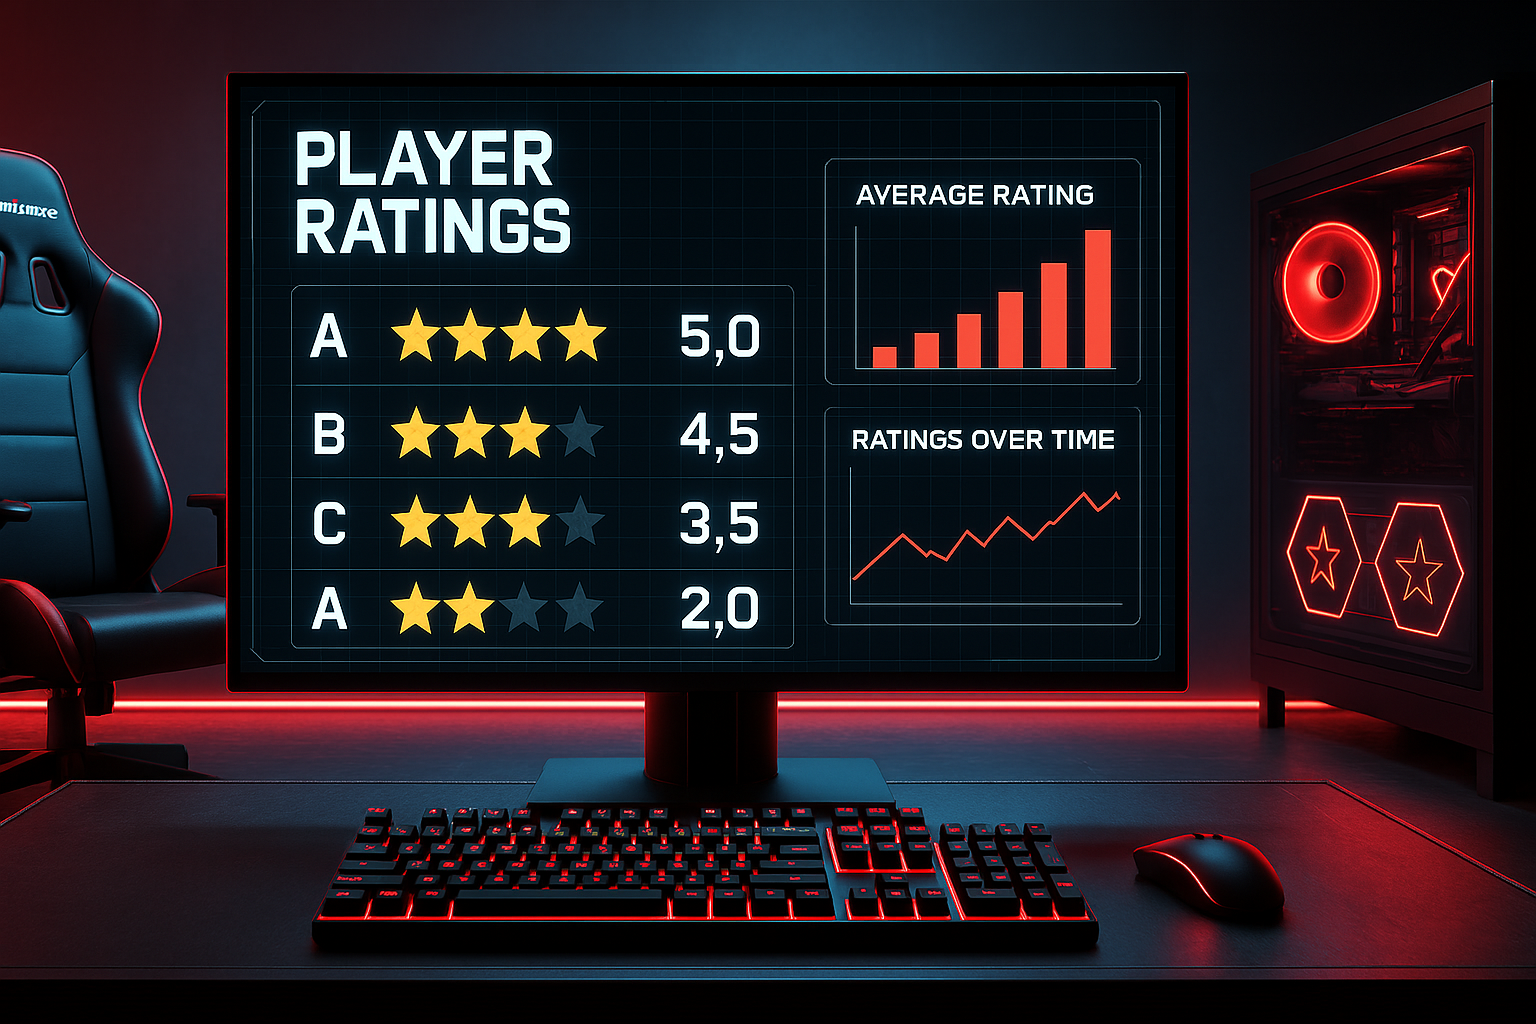 PLAYER
RATINGS
A 5,0
B 4,5
C 3,5
A 2,0
AVERAGE RATING
RATINGS OVER TIME